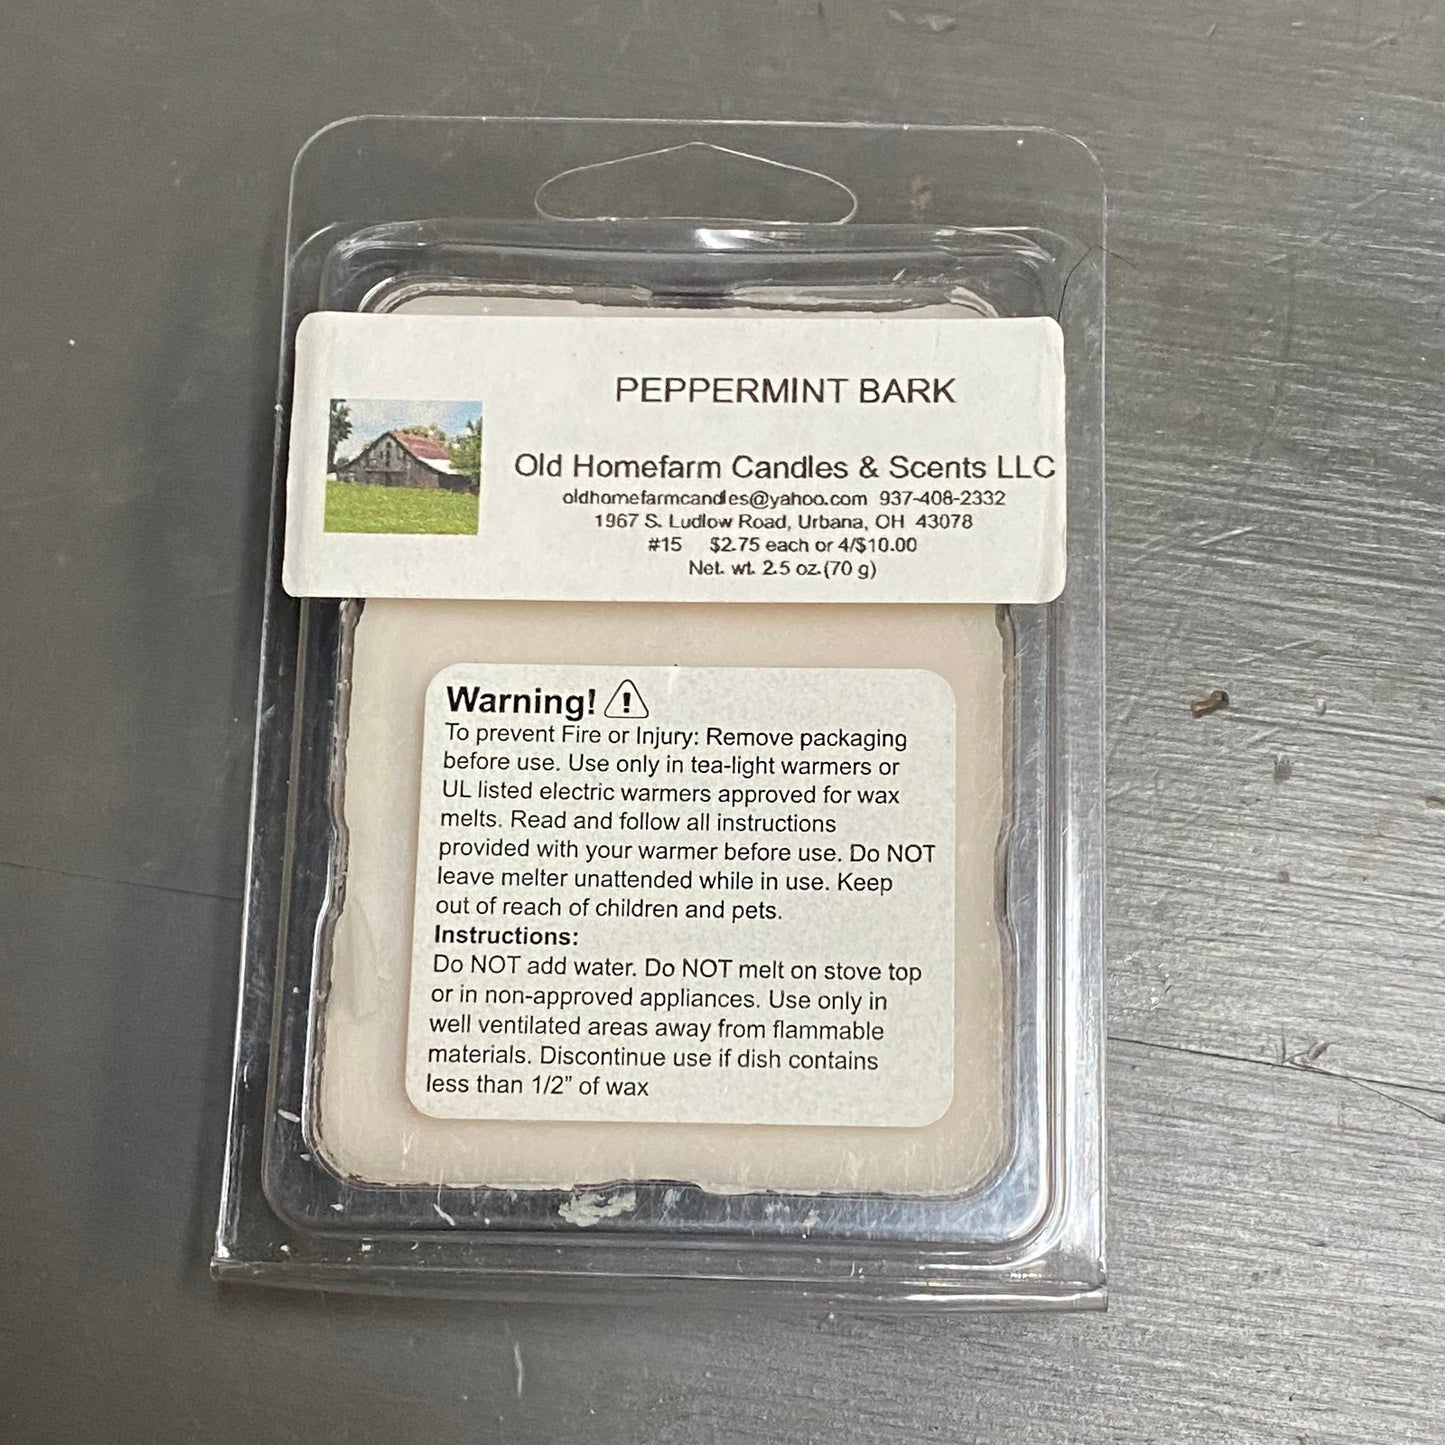 PEPPERMINT BARK
Old Homefarm Candles & Scents LLC
oldhomefarmcandles@yahoo.com 937-408-2332
1967 S. Ludlow Road, Urbana, OH 43078
#15 $2.75 each or 4/$10.00
Net. wt. 2.5 oz.(70 g)
Warning! !
To prevent Fire or Injury: Remove packaging
before use. Use only in tea-light warmers or
UL listed electric warmers approved for wax
melts. Read and follow all instructions
provided with your warmer before use. Do NOT
leave melter unattended while in use. Keep
out of reach of children and pets.
Instructions:
Do NOT add water. Do NOT melt on stove top
or in non-approved appliances. Use only in
well ventilated areas away from flammable
materials. Discontinue use if dish contains
less than 1/2” of wax